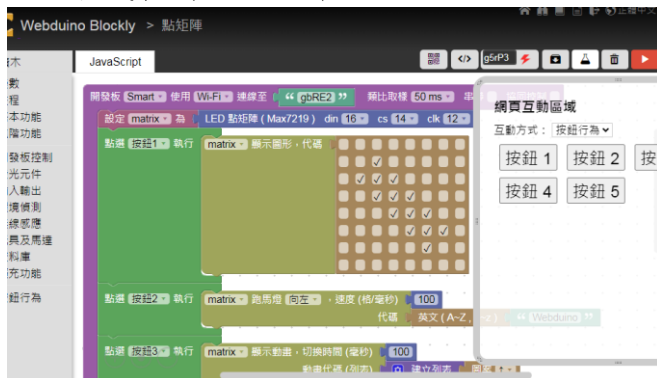 Webduino Blockly > 點矩陣
正體中文
JavaScript
g5rP3
開發板 Smart 使用 Wi-Fi 連線至 “ gbRE2 ” 類比取樣 50 ms
設定 matrix 為 LED 點矩陣 ( Max7219 ) din 16 cs 14 clk 12
網頁互動區域
互動方式： 按鈕行為
按鈕 1 按鈕 2 按
按鈕 4 按鈕 5
點選 按鈕1 執行 matrix 顯示圖形，代碼
點選 按鈕2 執行 matrix 跑馬燈 向左 ，速度 (格/毫秒) 100
代碼 英文 ( A~Z , “ Webduino ”
點選 按鈕3 執行 matrix 顯示動畫，切換時間 (毫秒) 100
動畫代碼 (列表) 建立列表
本功能
階功能
發板控制
光元件
入輸出
境偵測
線感應
具及馬達
料庫
充功能
鈕行為